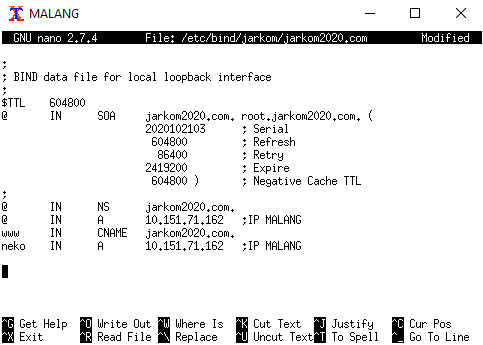 MALANG
GNU nano 2.7.4 File: /etc/bind/jarkom/jarkom2020.com Modified
;
; BIND data file for local loopback interface
;
$TTL 604800
@ IN SOA jarkom2020.com. root.jarkom2020.com. (
2020102103 ; Serial
604800 ; Refresh
86400 ; Retry
2419200 ; Expire
604800 ) ; Negative Cache TTL
;
@ IN NS jarkom2020.com.
@ IN A 10.151.71.162 ;IP MALANG
www IN CNAME jarkom2020.com.
neko IN A 10.151.71.162 ;IP MALANG
^G Get Help ^O Write Out ^W Where Is ^K Cut Text ^J Justify ^C Cur Pos
^X Exit ^R Read File ^\ Replace ^U Uncut Text ^T To Spell ^_ Go To Line